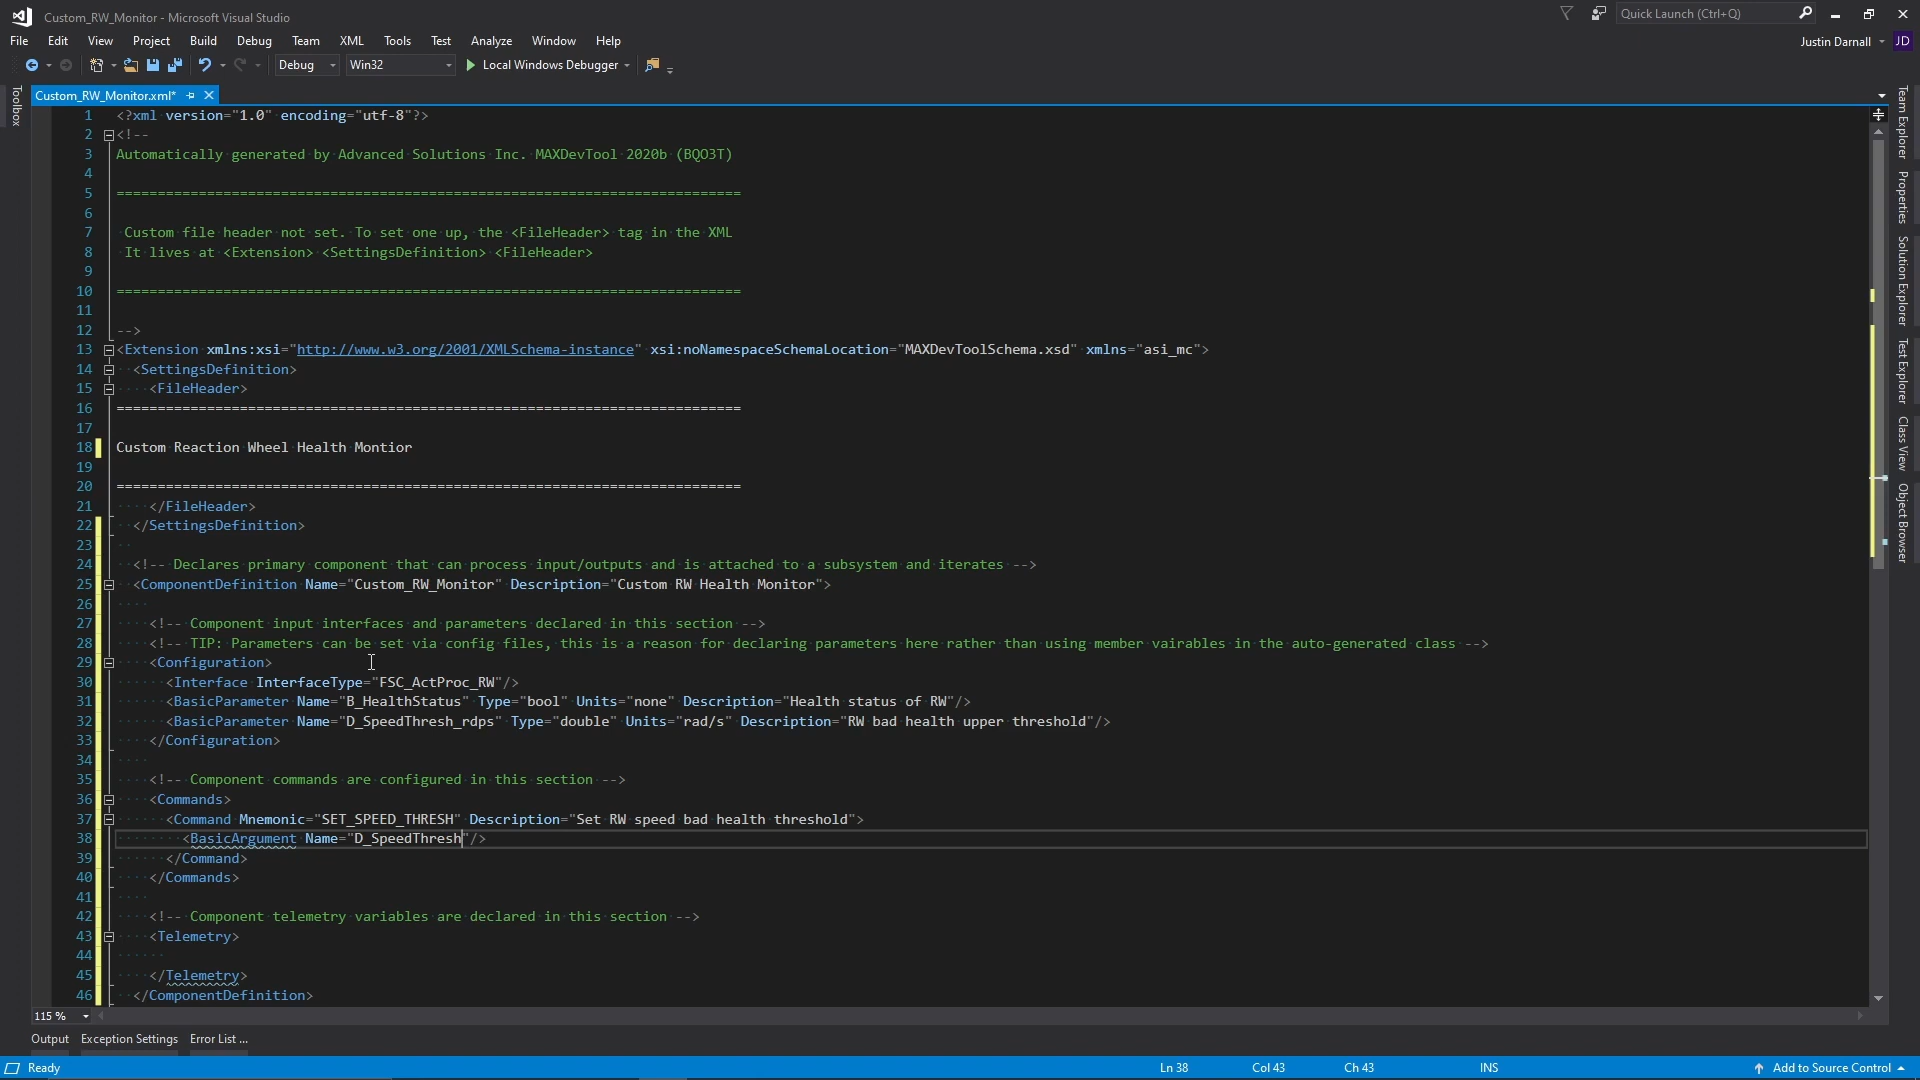 Custom_RW_Monitor - Microsoft Visual Studio
Quick Launch (Ctrl+Q)
File Edit View Project Build Debug Team XML Tools Test Analyze Window Help
Justin Darnall JD
Debug Win32 Local Windows Debugger
Toolbox
Custom_RW_Monitor.xml*
1 <?xml version="1.0" encoding="utf-8"?>
2 <!--
3 Automatically generated by Advanced Solutions Inc. MAXDevTool 2020b (BQO3T)
4
5 ============================================================================
6
7 Custom file header not set. To set one up, the <FileHeader> tag in the XML
8 It lives at <Extension> <SettingsDefinition> <FileHeader>
9
10 ============================================================================
11
12 -->
13 <Extension xmlns:xsi="http://www.w3.org/2001/XMLSchema-instance" xsi:noNamespaceSchemaLocation="MAXDevToolSchema.xsd" xmlns="asi_mc">
14 <SettingsDefinition>
15 <FileHeader>
16 ============================================================================
17
18 Custom Reaction Wheel Health Montior
19
20 ============================================================================
21 </FileHeader>
22 </SettingsDefinition>
23
24 <!-- Declares primary component that can process input/outputs and is attached to a subsystem and iterates -->
25 <ComponentDefinition Name="Custom_RW_Monitor" Description="Custom RW Health Monitor">
26
27 <!-- Component input interfaces and parameters declared in this section -->
28 <!-- TIP: Parameters can be set via config files, this is a reason for declaring parameters here rather than using member vairables in the auto-generated class -->
29 <Configuration>
30 <Interface InterfaceType="FSC_ActProc_RW"/>
31 <BasicParameter Name="B_HealthStatus" Type="bool" Units="none" Description="Health status of RW"/>
32 <BasicParameter Name="D_SpeedThresh_rdps" Type="double" Units="rad/s" Description="RW bad health upper threshold"/>
33 </Configuration>
34
35 <!-- Component commands are configured in this section -->
36 <Commands>
37 <Command Mnemonic="SET_SPEED_THRESH" Description="Set RW speed bad health threshold">
38 <BasicArgument Name="D_SpeedThresh"/>
39 </Command>
40 </Commands>
41
42 <!-- Component telemetry variables are declared in this section -->
43 <Telemetry>
44
45 </Telemetry>
46 </ComponentDefinition>
Team Explorer
Properties
Solution Explorer
Test Explorer
Class View
Object Browser
115 %
Output Exception Settings Error List ...
Ready Ln 38 Col 43 Ch 43 INS Add to Source Control